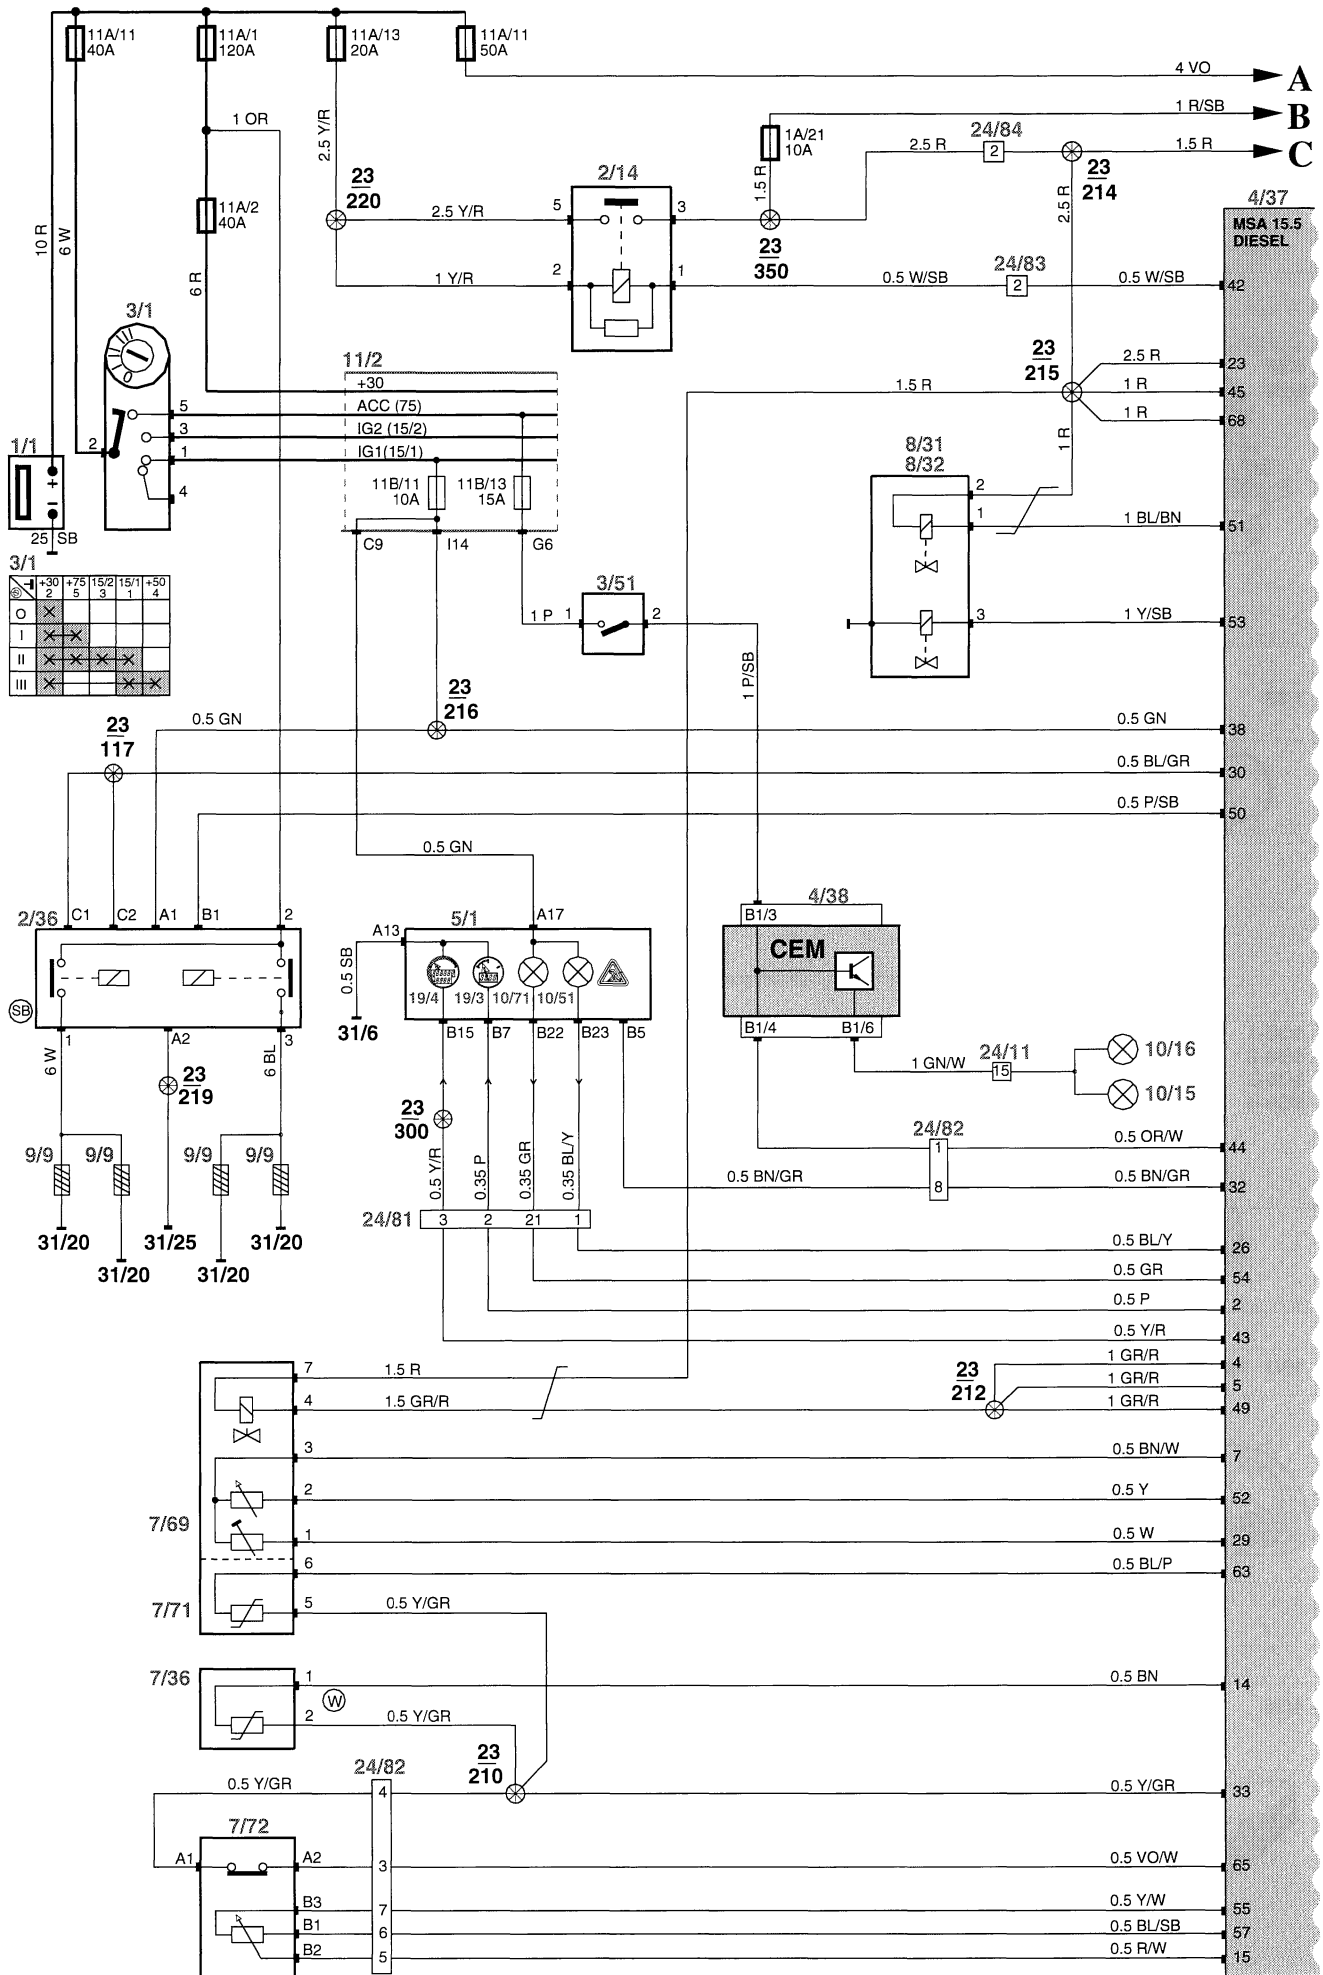 11A/11
40A
11A/1
120A
11A/13
20A
11A/11
50A
4 VO
A
1 R/SB
B
1 OR
2.5 Y/R
1A/21
10A
2.5 R
24/84
2
1.5 R
C
23
220
2/14
1.5 R
23
214
4/37
11A/2
40A
2.5 Y/R
5
3
23
350
2.5 R
MSA 15.5
DIESEL
10 R
6 W
6 R
1 Y/R
2
1
0.5 W/SB
24/83
2
0.5 W/SB
42
3/1
O
11/2
23
215
2.5 R
23
+30
1.5 R
1 R
45
ACC (75)
5
1 R
68
IG2 (15/2)
3
IG1(15/1)
1
2
4
1/1
+
−
8/31
8/32
1 R
11B/11
10A
11B/13
15A
2
1
1 BL/BN
51
25 SB
C9
I14
G6
3/1
+30
2
+75
5
15/2
3
15/1
1
+50
4
O
I
II
III
3/51
1 P
1
2
3
1 Y/SB
53
1 P/SB
23
216
23
117
0.5 GN
0.5 GN
38
0.5 BL/GR
30
0.5 P/SB
50
0.5 GN
2/36
C1
C2
A1
B1
2
A13
5/1
A17
4/38
B1/3
CEM
SB
0.5 SB
19/4
19/3
10/71
10/51
31/6
1
A2
3
B15
B7
B22
B23
B5
B1/4
B1/6
6 W
6 BL
23
219
1 GN/W
24/11
15
10/16
10/15
23
300
24/82
9/9
9/9
9/9
9/9
0.5 Y/R
0.35 P
0.35 GR
0.35 BL/Y
1
0.5 OR/W
44
0.5 BN/GR
8
0.5 BN/GR
32
24/81
3
2
21
1
31/20
31/25
31/20
31/20
31/20
0.5 BL/Y
26
0.5 GR
54
0.5 P
2
0.5 Y/R
43
7
1.5 R
23
212
1 GR/R
4
1 GR/R
5
4
1.5 GR/R
1 GR/R
49
3
0.5 BN/W
7
2
0.5 Y
52
7/69
1
0.5 W
29
6
0.5 BL/P
63
7/71
5
0.5 Y/GR
7/36
1
0.5 BN
14
W
2
0.5 Y/GR
23
210
24/82
0.5 Y/GR
4
0.5 Y/GR
33
7/72
A1
A2
3
0.5 VO/W
65
B3
7
0.5 Y/W
55
B1
6
0.5 BL/SB
57
B2
5
0.5 R/W
15